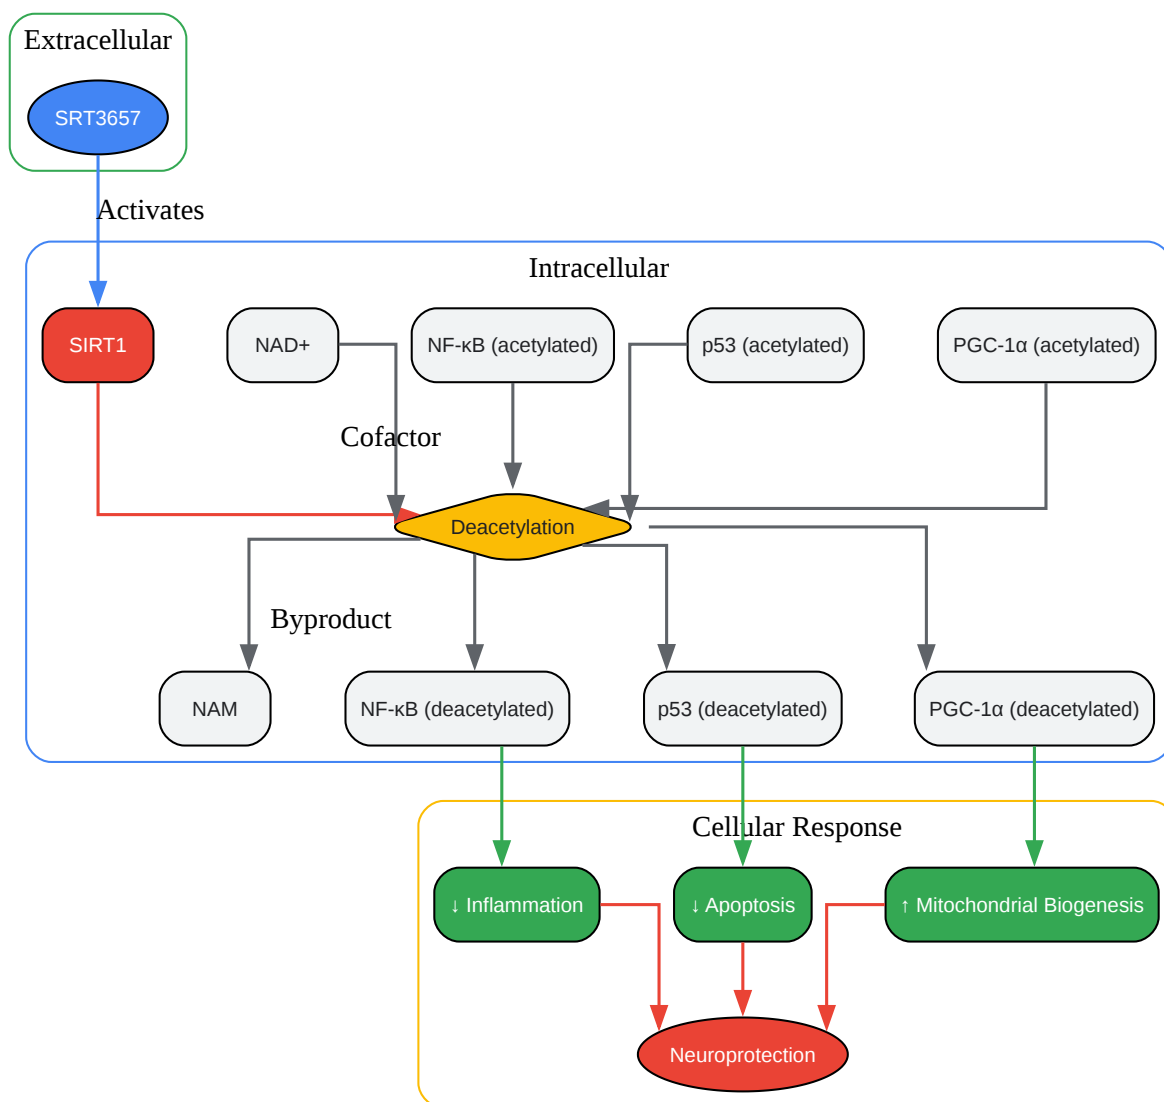 Extracellular
SRT3657
Activates
Intracellular
SIRT1
NAD+
NF-κB (acetylated)
p53 (acetylated)
PGC-1α (acetylated)
Cofactor
Deacetylation
Byproduct
NAM
NF-κB (deacetylated)
p53 (deacetylated)
PGC-1α (deacetylated)
Cellular Response
↓ Inflammation
↓ Apoptosis
↑ Mitochondrial Biogenesis
Neuroprotection